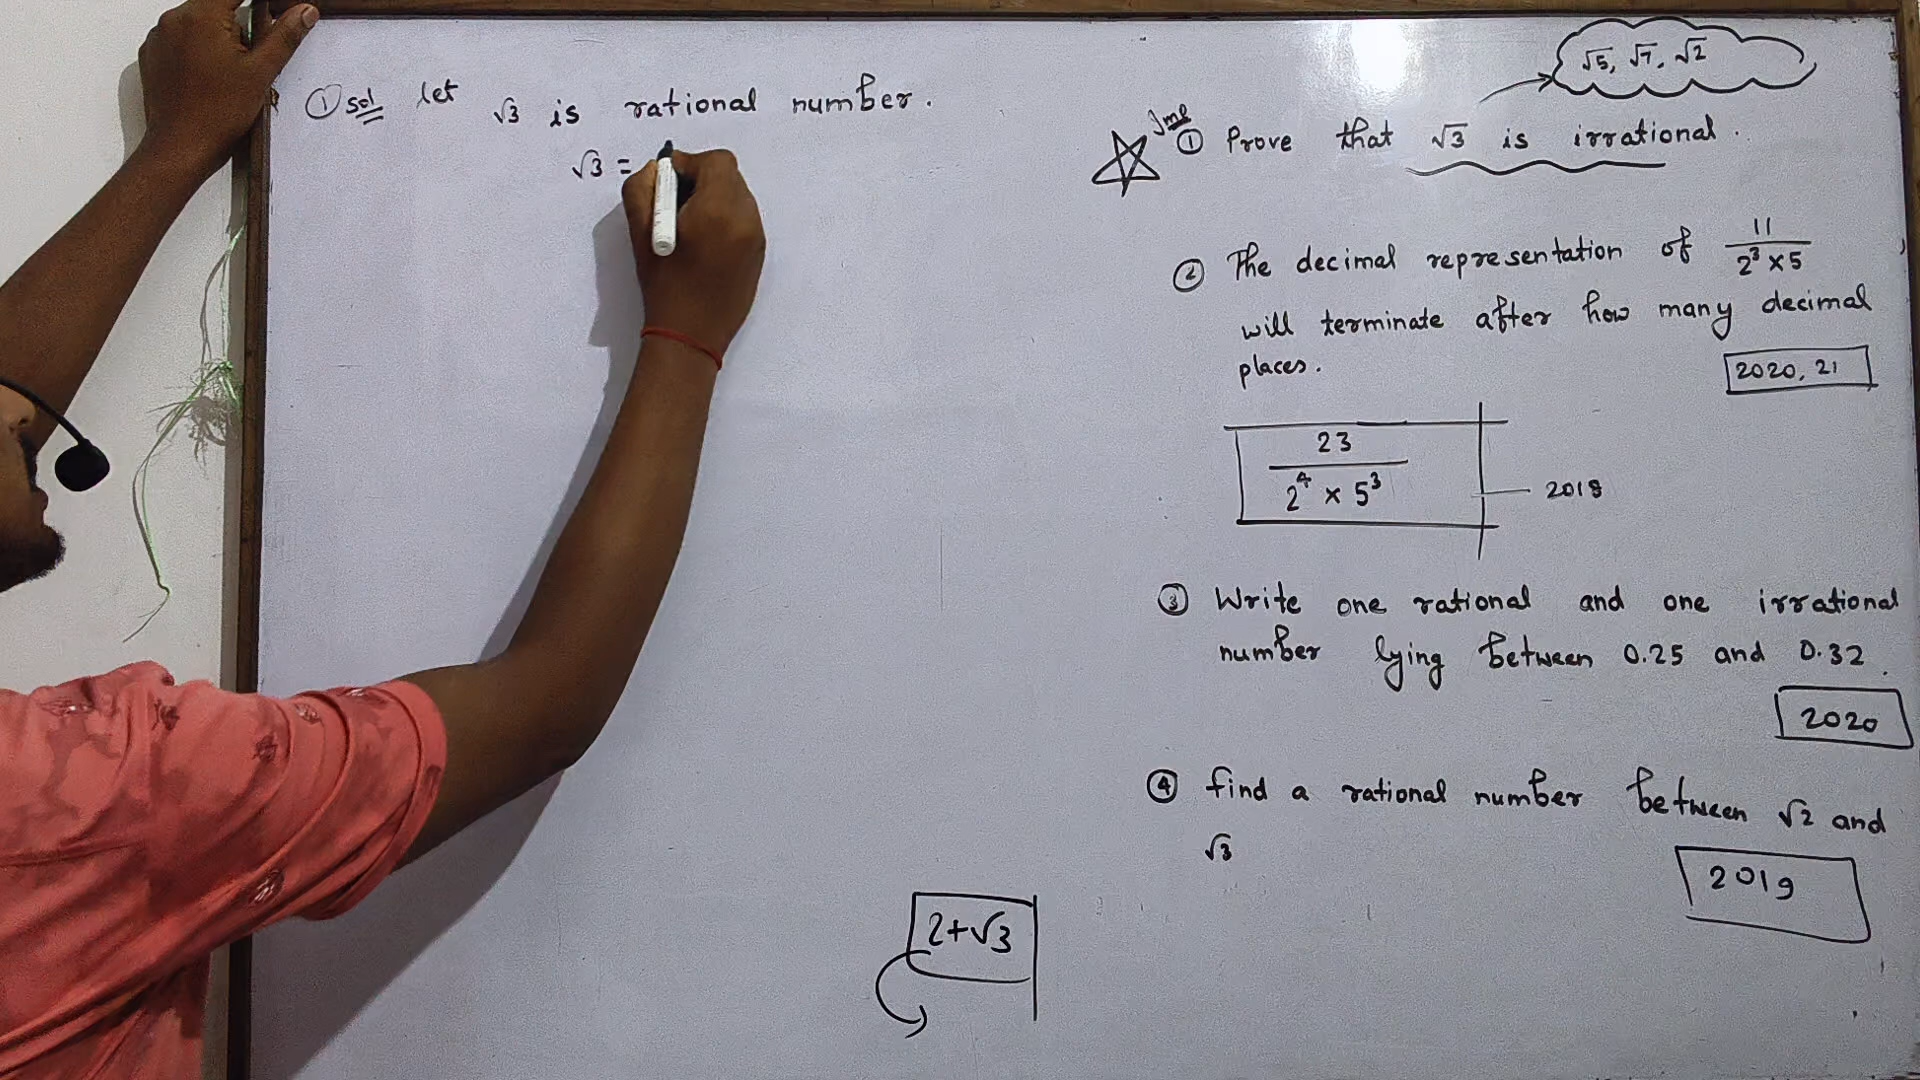 ① Sol let √3 is rational number.
√3 =
√5, √7, √2
Imp
① Prove that √3 is irrational.
② The decimal representation of 11/2³ × 5
will terminate after how many decimal
places.
2020, 21
23/2⁴ × 5³
2018
③ Write one rational and one irrational
number lying between 0.25 and 0.32.
2020
④ find a rational number between √2 and
√3
2019
2+√3